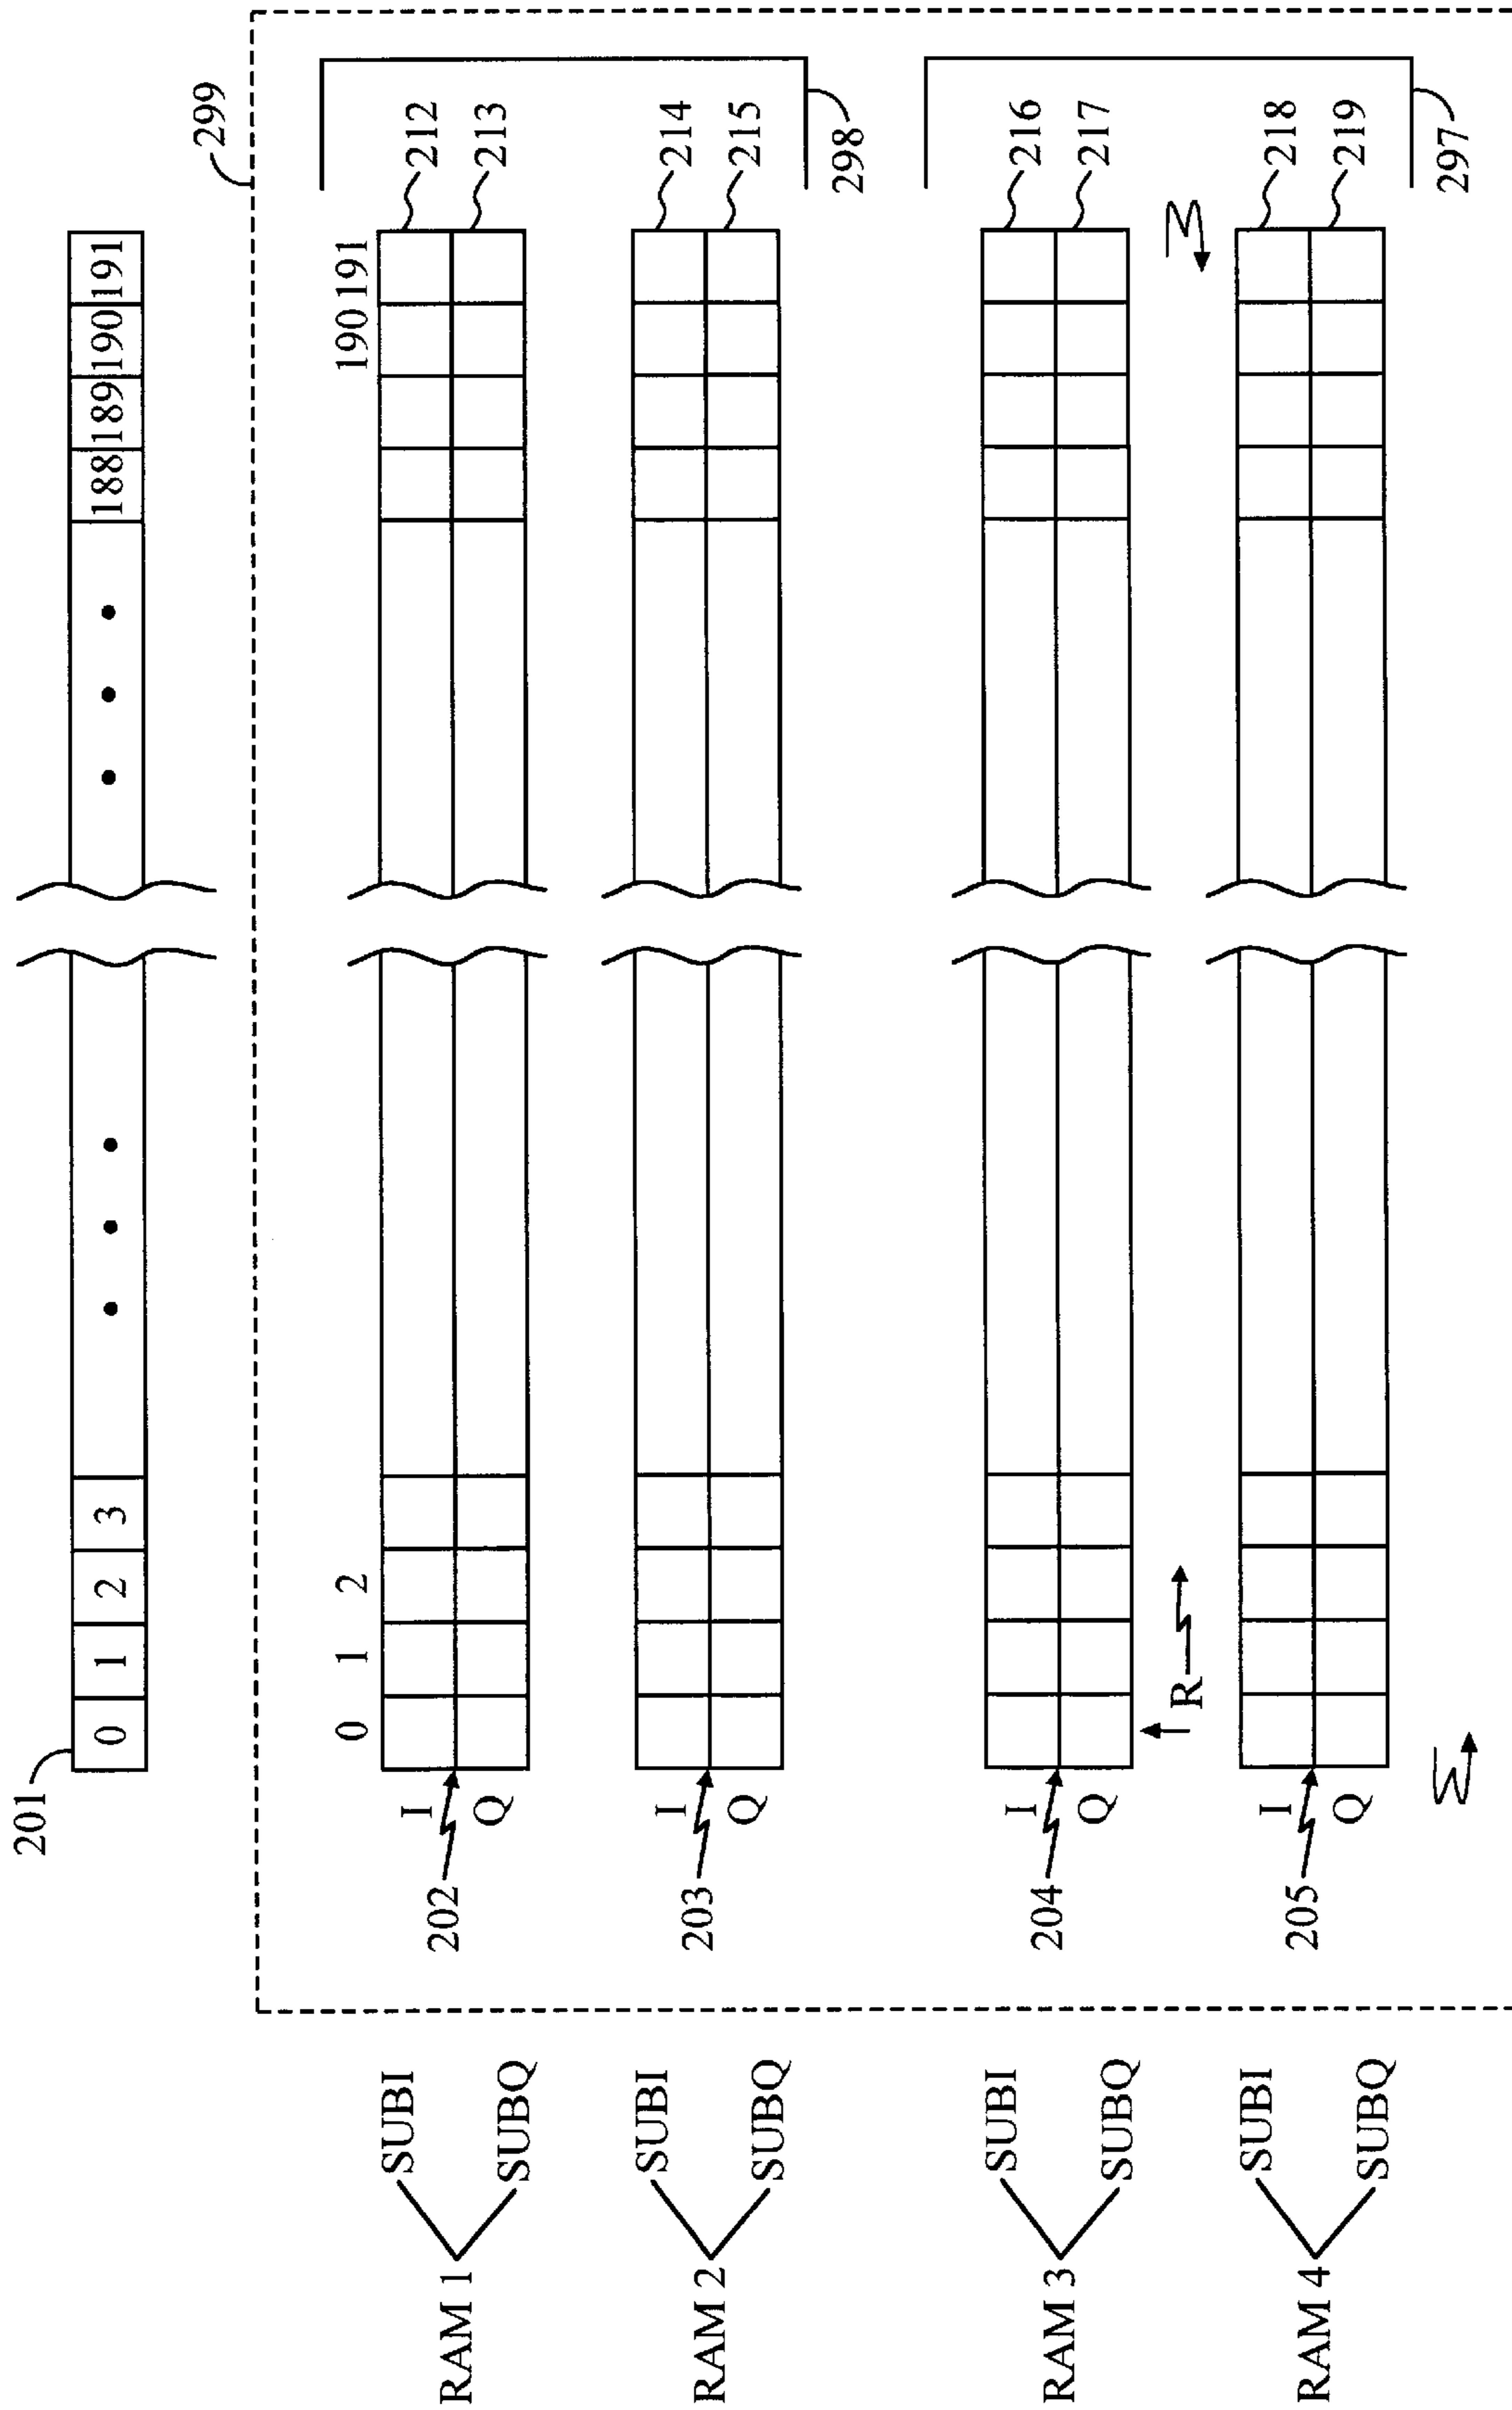 201
0 1 2 3 188 189 190 191
299
0 1 2 190 191
RAM 1 SUBI SUBQ
202 I Q
212
213
RAM 2 SUBI SUBQ
203 I Q
214
215
298
RAM 3 SUBI SUBQ
204 I Q
216
217
R
RAM 4 SUBI SUBQ
205 I Q
218
219
297